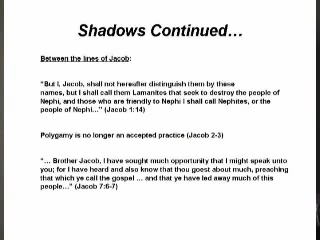 Shadows Continued…
Between the lines of Jacob:
"But I, Jacob, shall not hereafter distinguish them by these
names, but I shall call them Lamanites that seek to destroy the people of
Nephi, and those who are friendly to Nephi I shall call Nephites, or the
people of Nephi…" (Jacob 1:14)
Polygamy is no longer an accepted practice (Jacob 2-3)
"… Brother Jacob, I have sought much opportunity that I might speak unto
you; for I have heard and also know that thou goest about much, preaching
that which ye call the gospel … and that ye have led away much of this
people…" (Jacob 7:6-7)